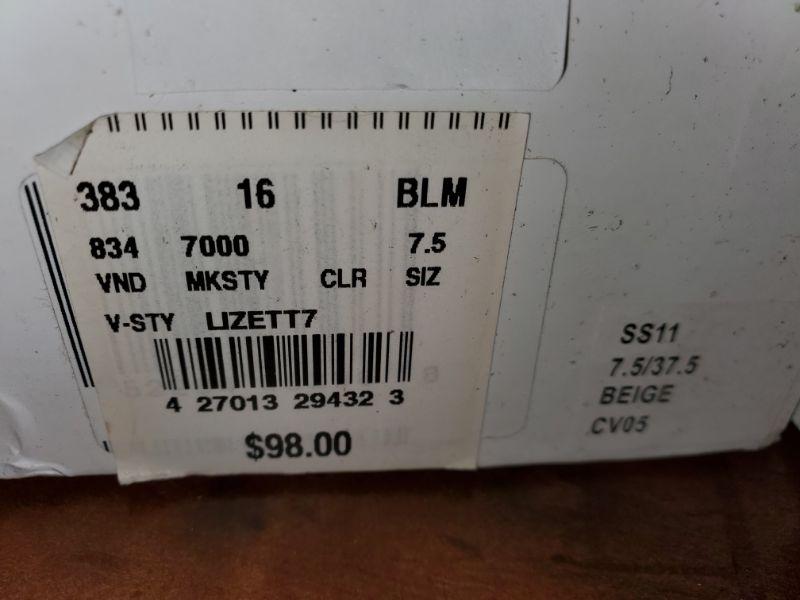 383 16 BLM
834 7000 7.5
VND MKSTY CLR SIZ
V-STY LIZETT7
4 27013 29432 3
$98.00
SS11
7.5/37.5
BEIGE
CV05